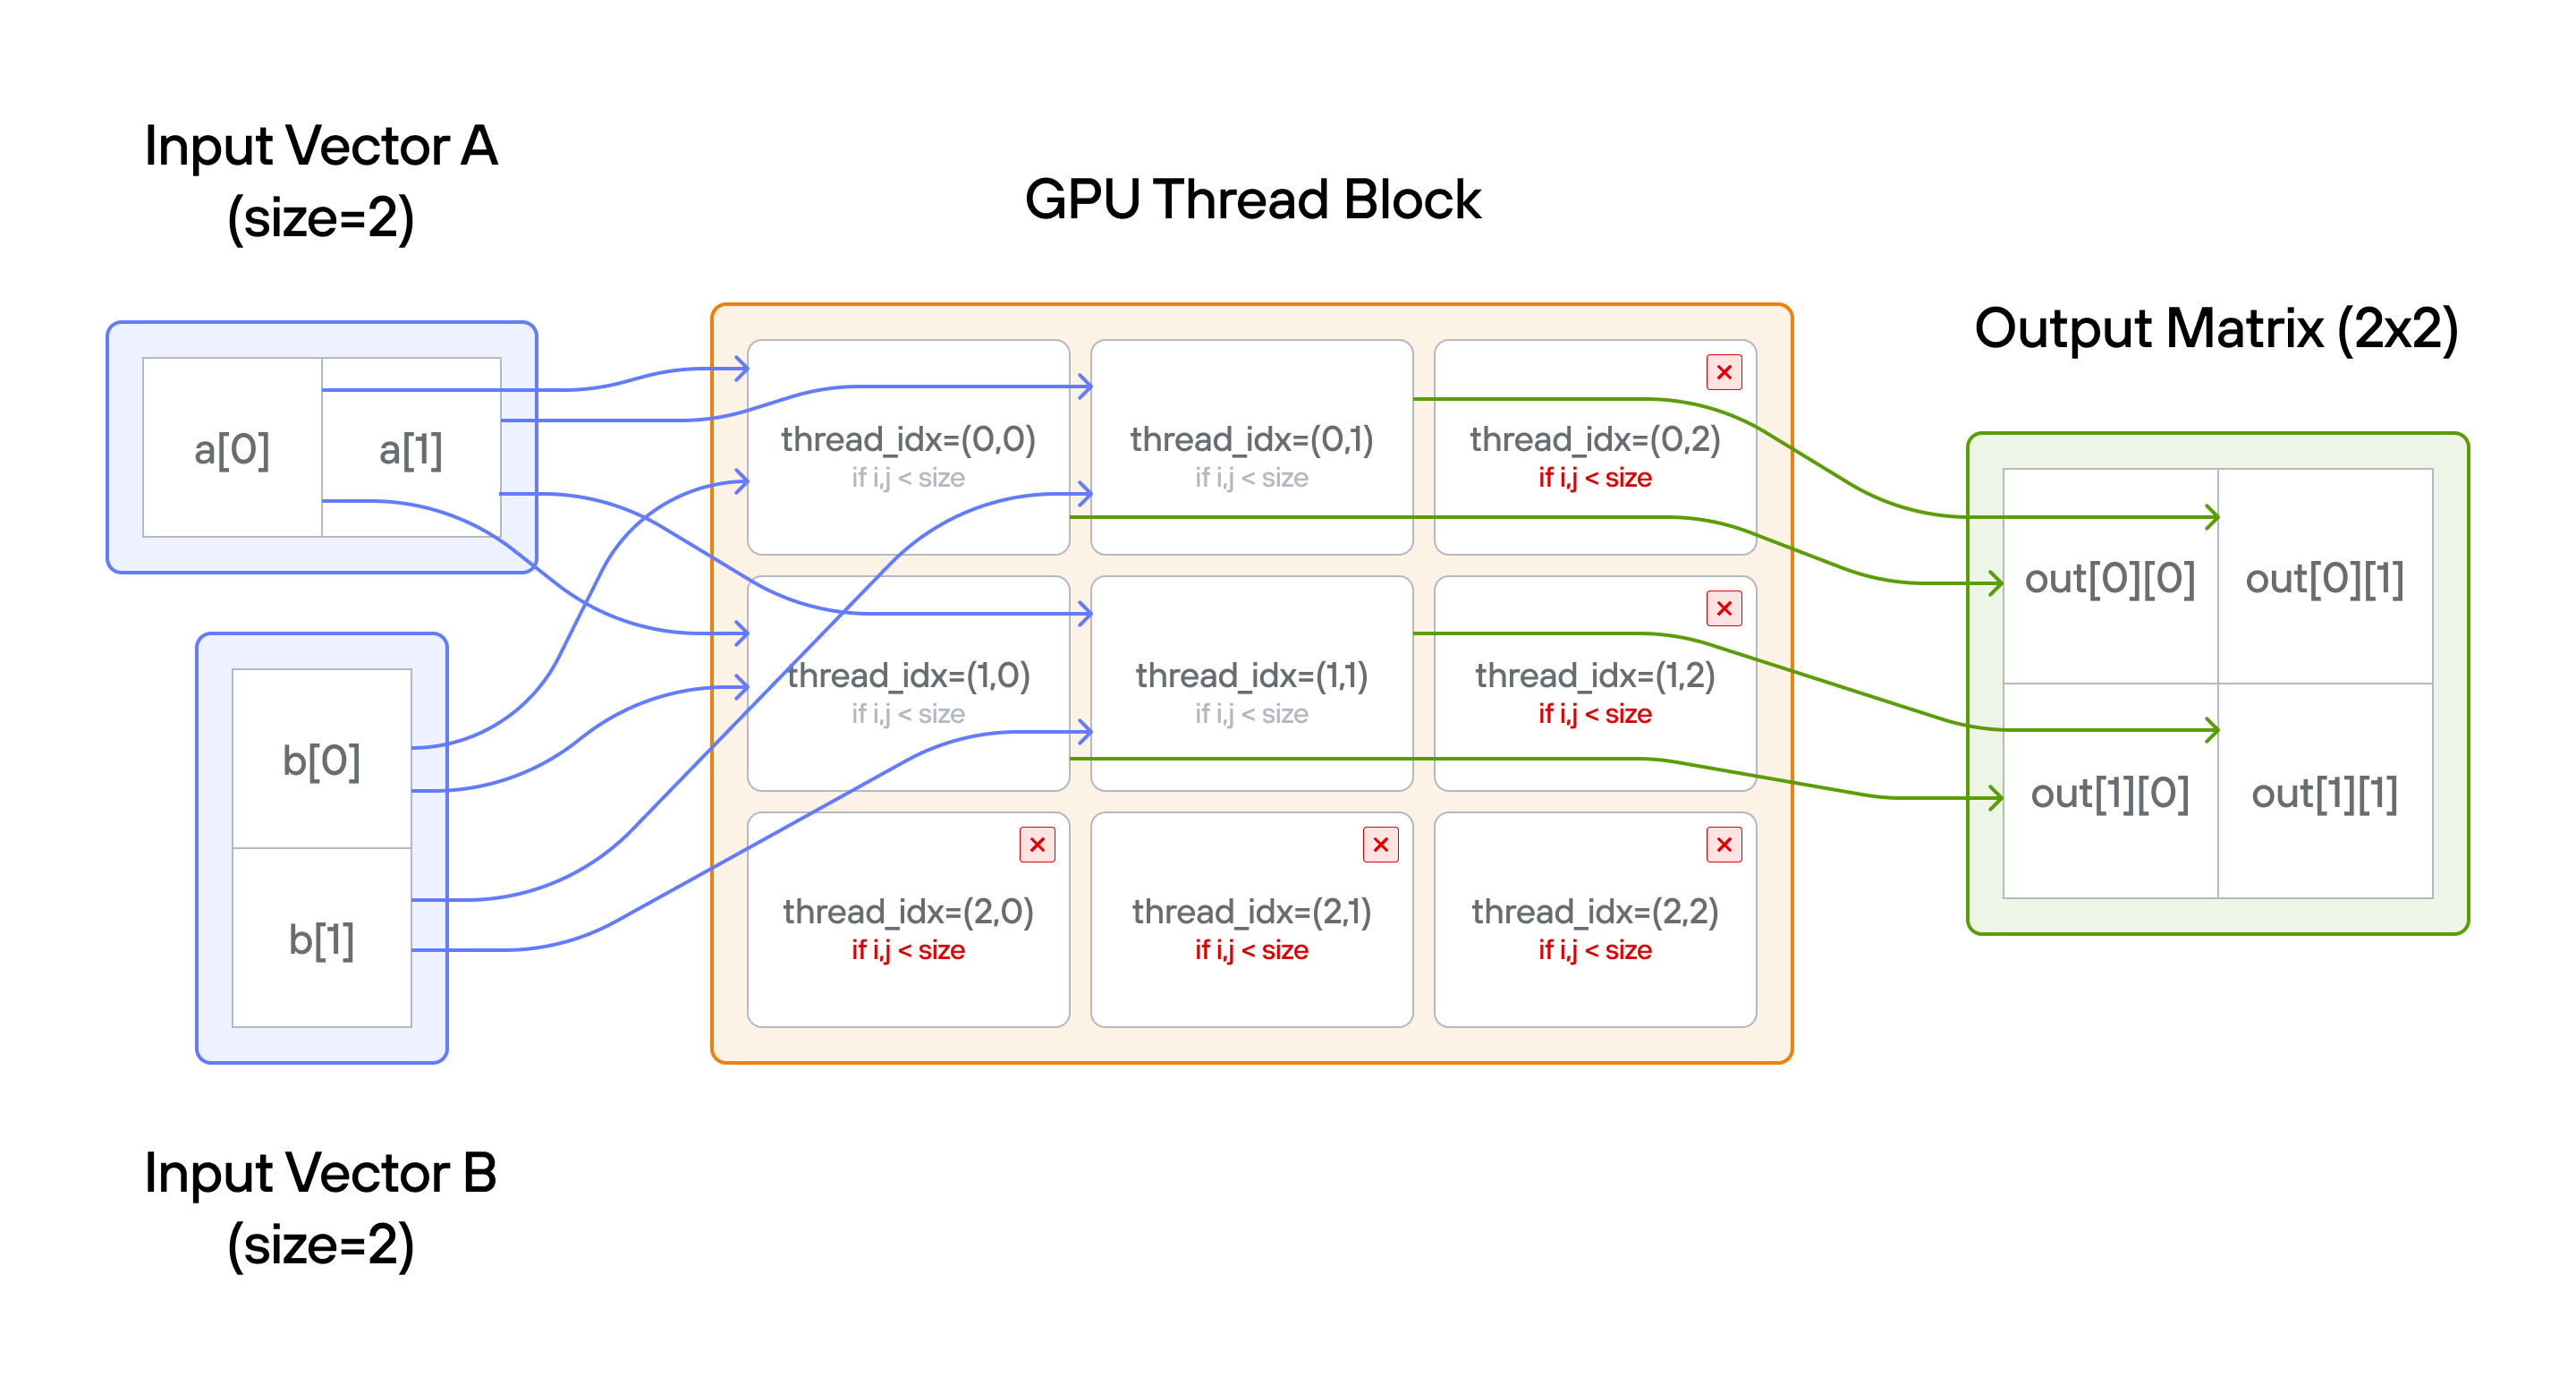 Input Vector A
(size=2)
GPU Thread Block
Output Matrix (2x2)
a[0]
a[1]
b[0]
b[1]
thread_idx=(0,0)
if i,j < size
thread_idx=(0,1)
if i,j < size
thread_idx=(0,2)
if i,j < size
thread_idx=(1,0)
if i,j < size
thread_idx=(1,1)
if i,j < size
thread_idx=(1,2)
if i,j < size
thread_idx=(2,0)
if i,j < size
thread_idx=(2,1)
if i,j < size
thread_idx=(2,2)
if i,j < size
out[0][0]
out[0][1]
out[1][0]
out[1][1]
Input Vector B
(size=2)